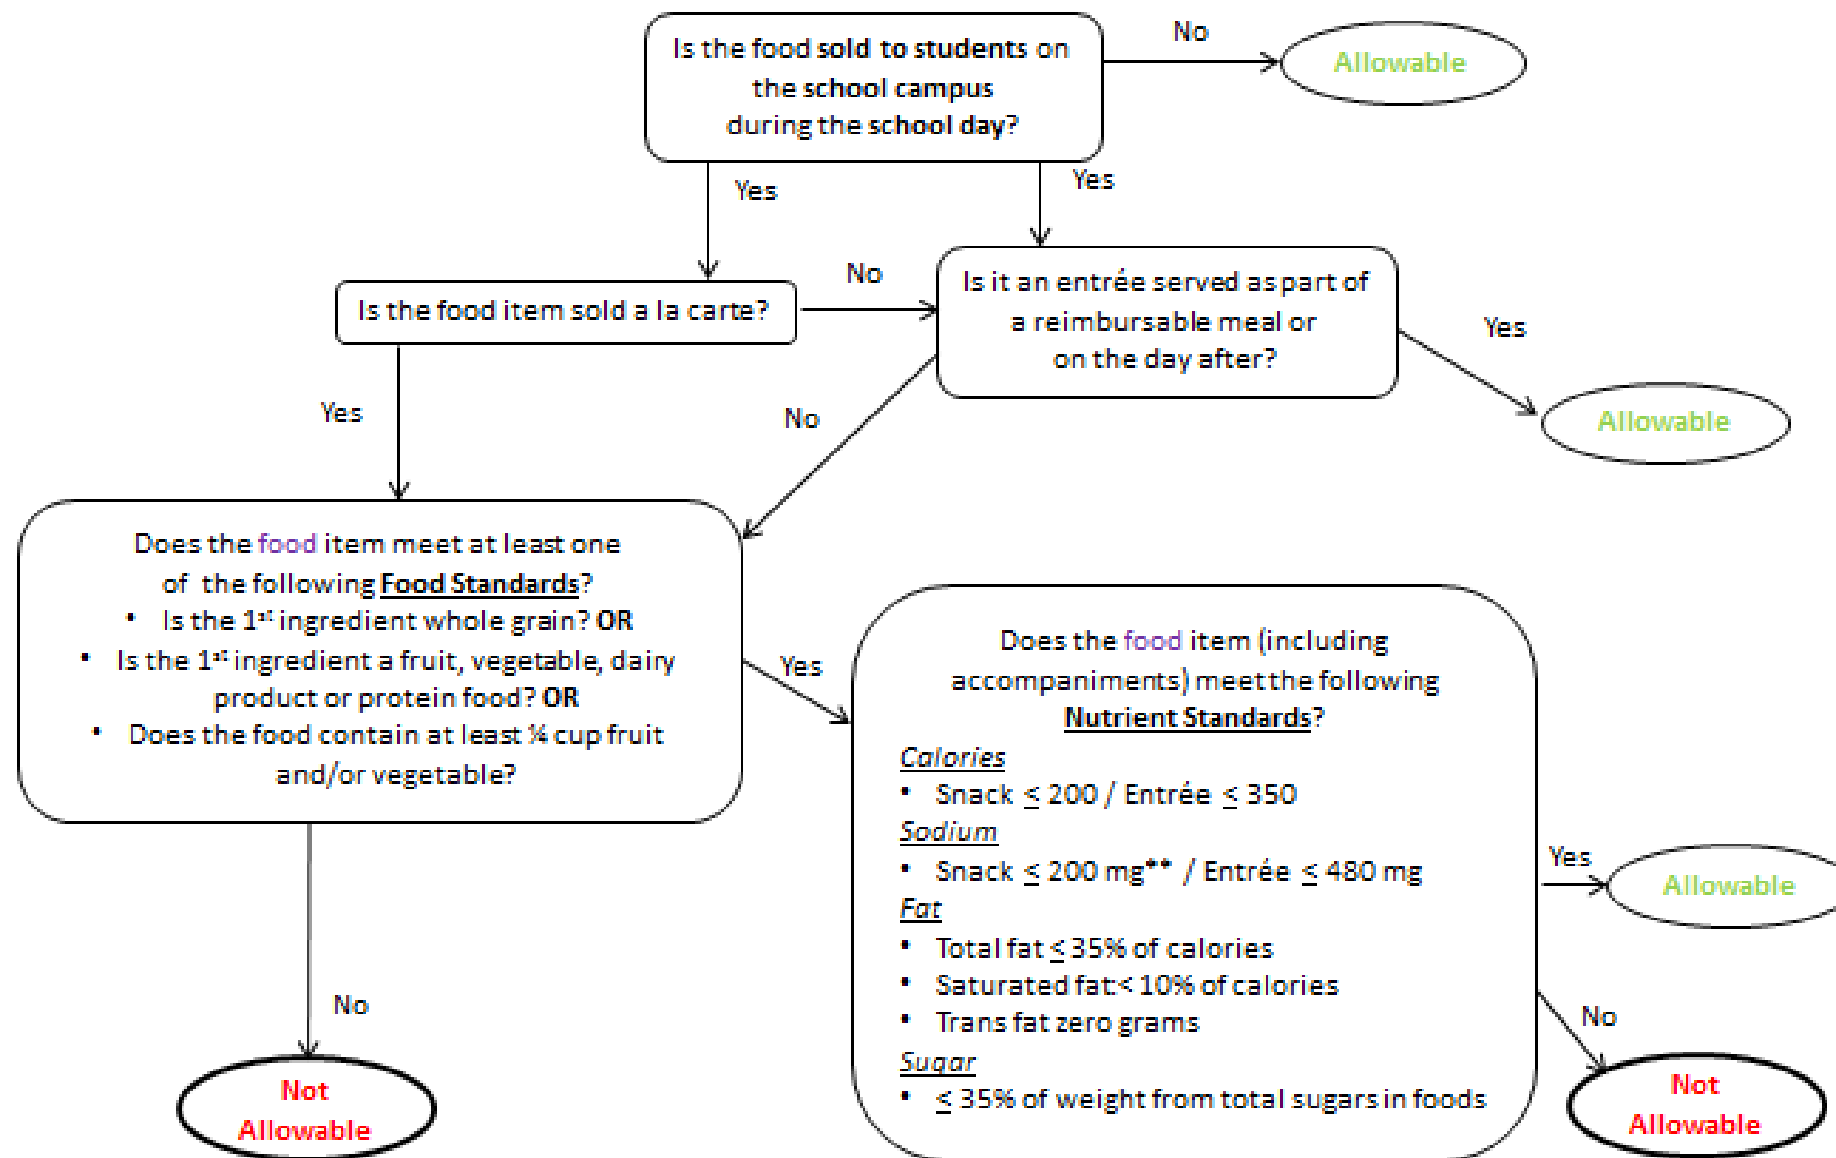 Is the food sold to students on
the school campus
during the school day?
No
Allowable
Yes
Yes
Is the food item sold a la carte?
No
Is it an entrée served as part of
a reimbursable meal or
on the day after?
Yes
Allowable
Yes
No
Does the food item meet at least one
of the following Food Standards?
• Is the 1st ingredient whole grain? OR
• Is the 1st ingredient a fruit, vegetable, dairy
product or protein food? OR
• Does the food contain at least ¼ cup fruit
and/or vegetable?
Yes
No
Not
Allowable
Does the food item (including
accompaniments) meet the following
Nutrient Standards?
Calories
• Snack ≤ 200 / Entrée ≤ 350
Sodium
• Snack ≤ 200 mg** / Entrée ≤ 480 mg
Fat
• Total fat ≤ 35% of calories
• Saturated fat:< 10% of calories
• Trans fat zero grams
Sugar
• ≤ 35% of weight from total sugars in foods
Yes
Allowable
No
Not
Allowable